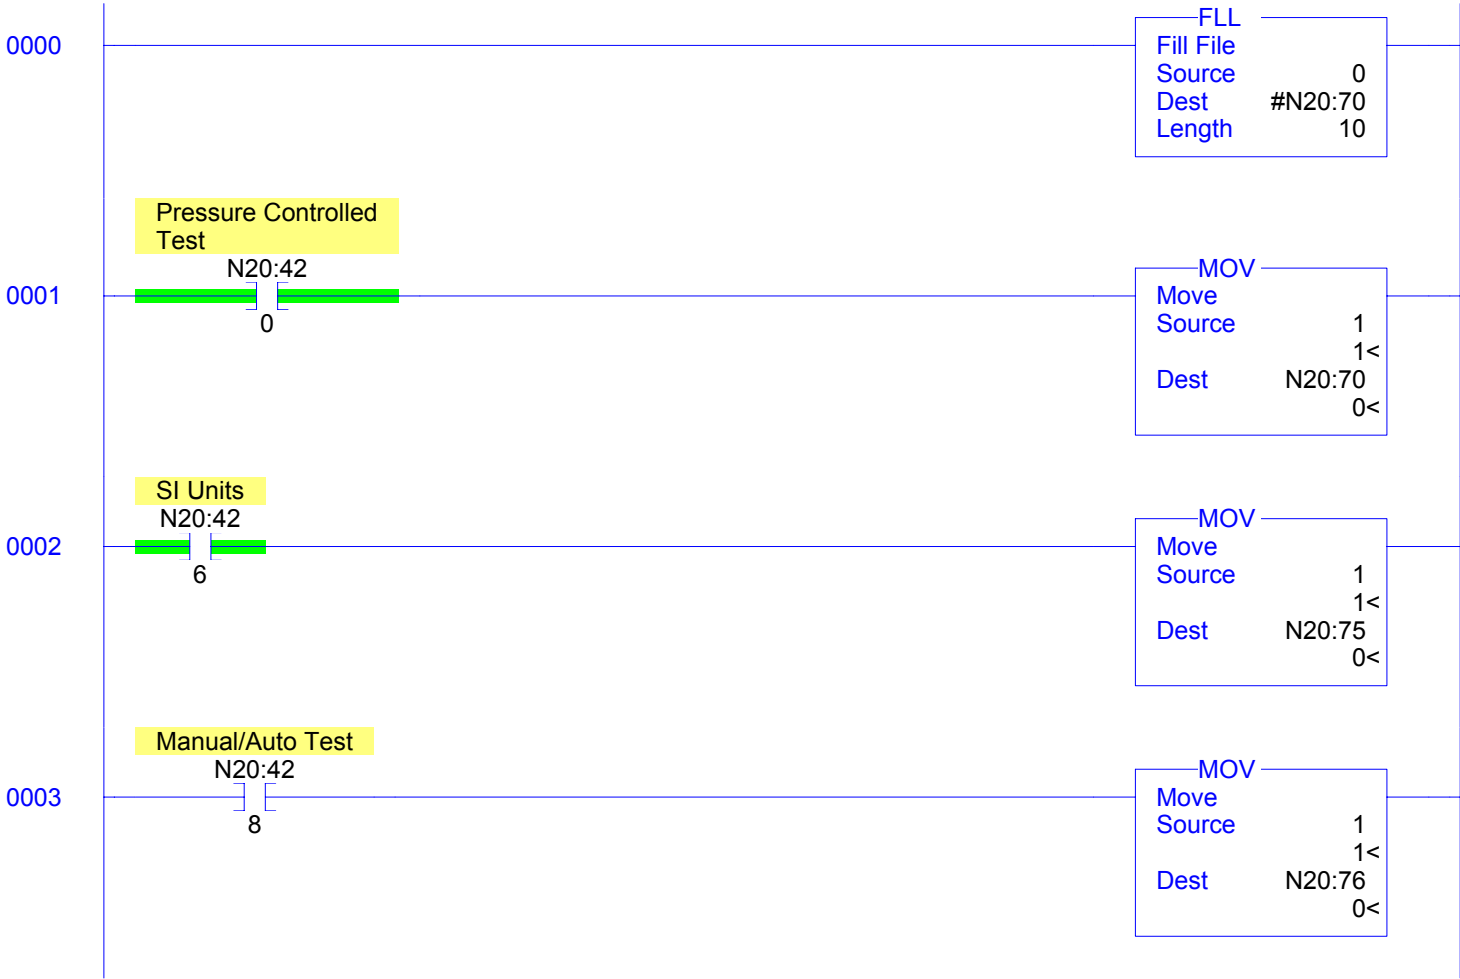 0000
FLL
Fill File
Source 0
Dest #N20:70
Length 10
Pressure Controlled
Test
N20:42
0001
0
MOV
Move
Source 1
1<
Dest N20:70
0<
SI Units
N20:42
0002
6
MOV
Move
Source 1
1<
Dest N20:75
0<
Manual/Auto Test
N20:42
0003
8
MOV
Move
Source 1
1<
Dest N20:76
0<